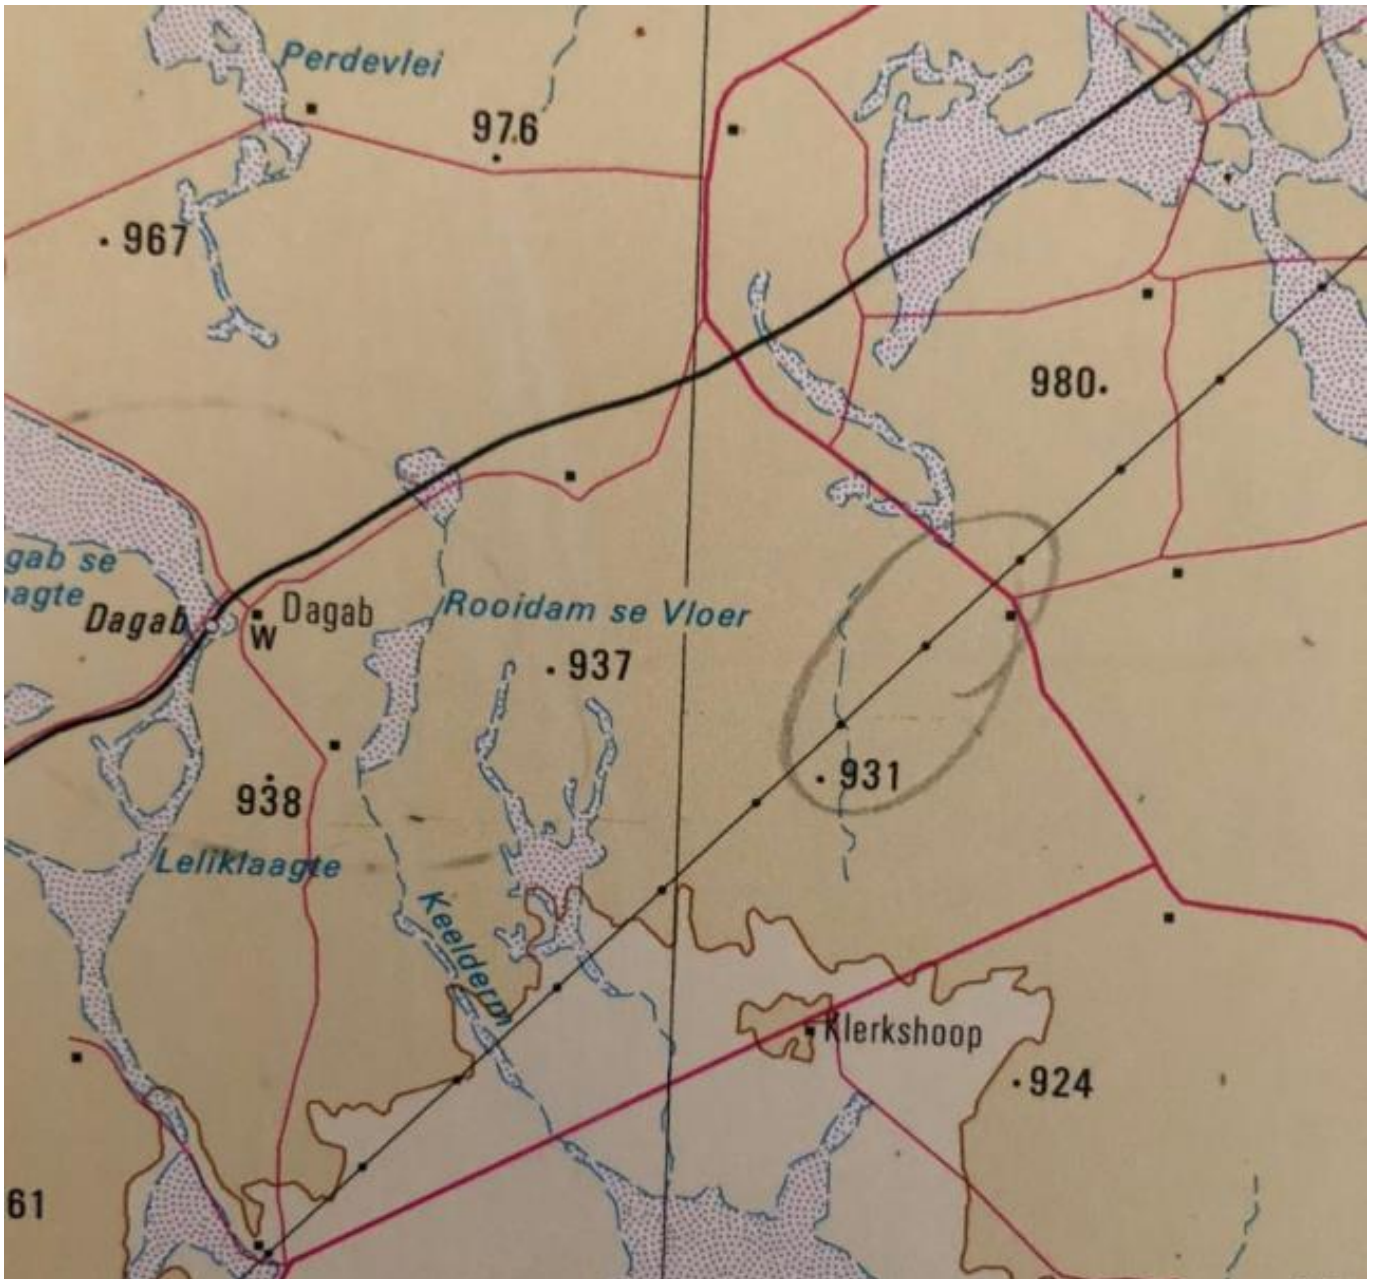 Perdevlei
976
967
980
gab se
aagte
Dagab
Dagab
W
Rooidam se Vloer
937
931
938
Leliklaagte
Keelderm
Klerkshoop
924
61